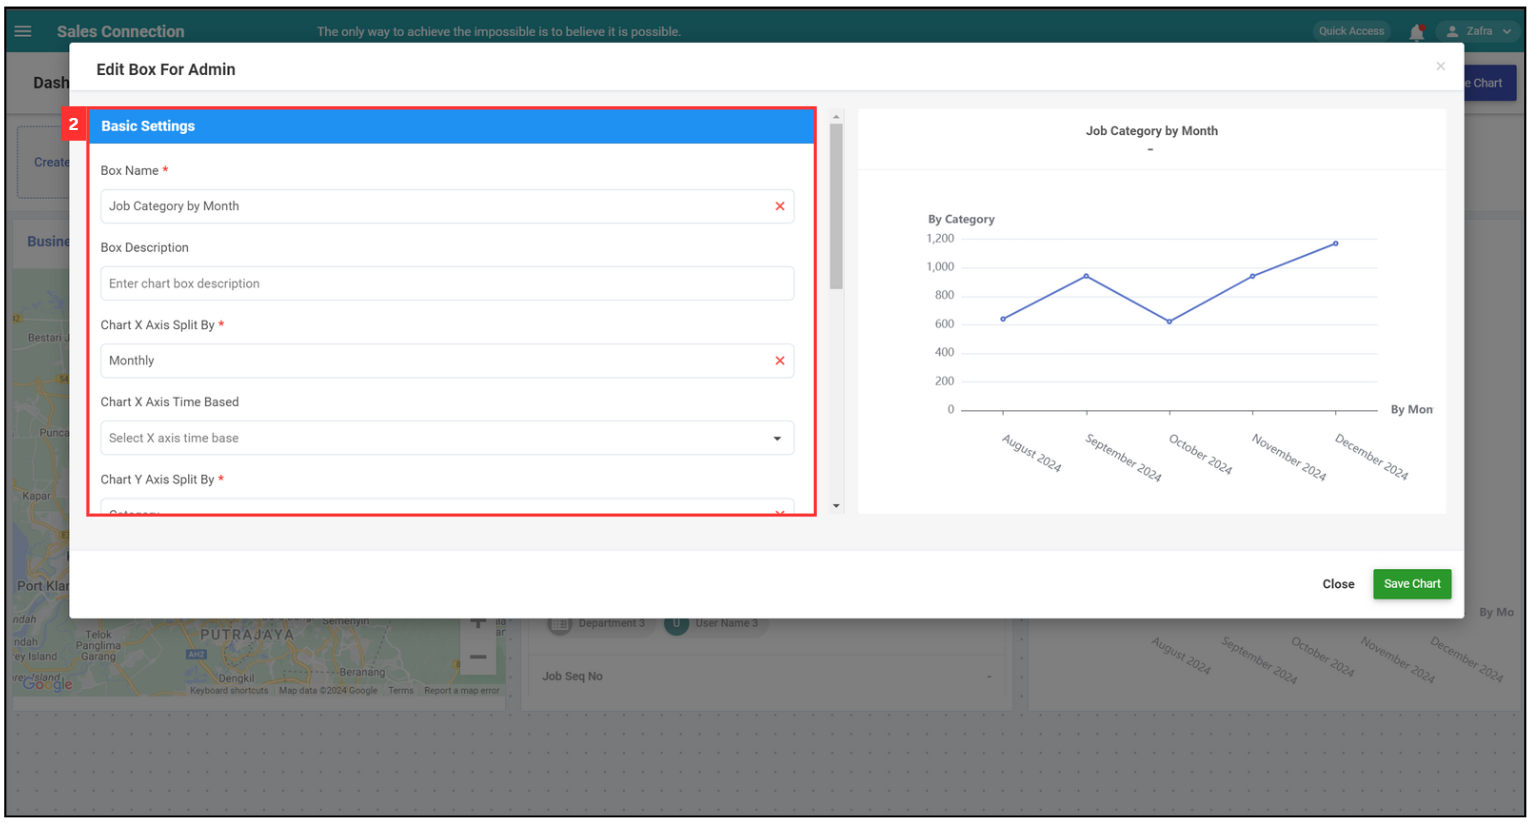 Sales Connection
The only way to achieve the impossible is to believe it is possible.
Quick Access
Zafra
Dash
e Chart
Edit Box For Admin
×
2
Basic Settings
Box Name *
Job Category by Month
Box Description
Enter chart box description
Chart X Axis Split By *
Monthly
Chart X Axis Time Based
Select X axis time base
Chart Y Axis Split By *
Category
Job Category by Month
-
By Category
1,200
1,000
800
600
400
200
0
By Mon
August 2024
September 2024
October 2024
November 2024
December 2024
Close
Save Chart
Create
Busine
Bestari J
Punca
Kapar
Port Klar
ndah
Telok
Panglima
Garang
ndah
ey Island
PUTRAJAYA
Semenyih
AH2
Dengkil
Beranang
Google
Keyboard shortcuts
Map data ©2024 Google
Terms
Report a map error
Department 3
U
User Name 3
Job Seq No
-
By Mo
August 2024
September 2024
October 2024
November 2024
December 2024